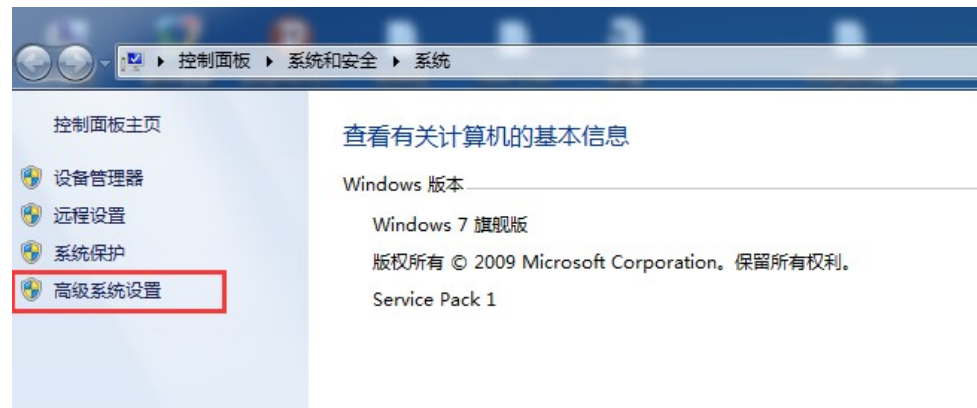 控制面板 ▸ 系统和安全 ▸ 系统
控制面板主页
设备管理器
远程设置
系统保护
高级系统设置
查看有关计算机的基本信息
Windows 版本
Windows 7 旗舰版
版权所有 © 2009 Microsoft Corporation。保留所有权利。
Service Pack 1